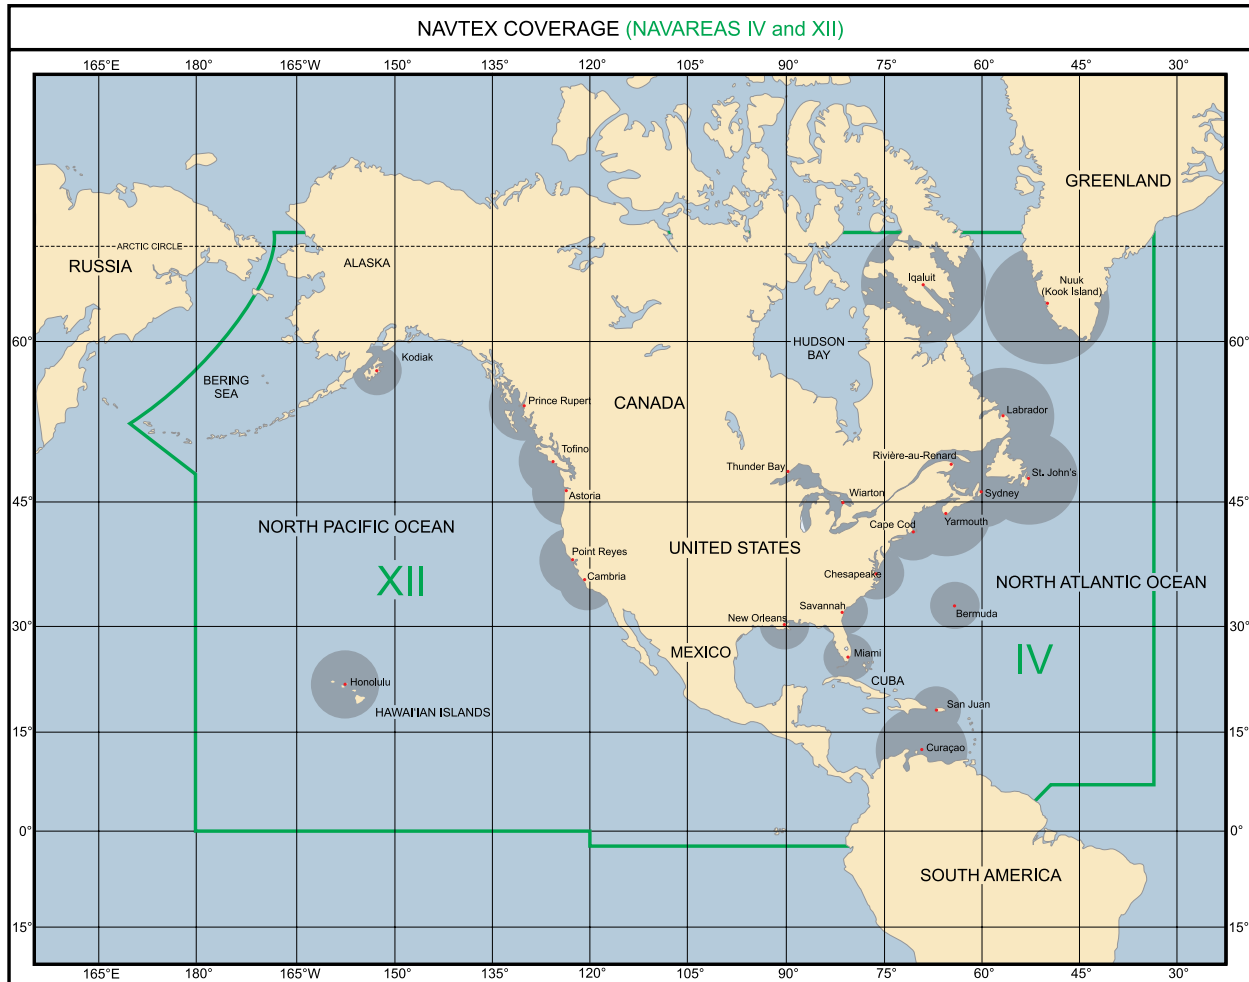 NAVTEX COVERAGE (NAVAREAS IV and XII)
165°E 180° 165°W 150° 135° 120° 105° 90° 75° 60° 45° 30°
GREENLAND
ARCTIC CIRCLE
RUSSIA
ALASKA
Iqaluit
Nuuk
(Kook Island)
60° 60°
HUDSON
BAY
Kodiak
BERING
SEA
Prince Rupert
CANADA
Labrador
Tofino
Thunder Bay
Rivière-au-Renard
St. John's
Astoria
Wiarton
Sydney
45° 45°
Yarmouth
Cape Cod
NORTH PACIFIC OCEAN
UNITED STATES
Point Reyes
Cambria
XII
Chesapeake
NORTH ATLANTIC OCEAN
Savannah
Bermuda
New Orleans
30° 30°
MEXICO
Miami
IV
CUBA
Honolulu
HAWAI'IAN ISLANDS
San Juan
15° 15°
Curaçao
0° 0°
SOUTH AMERICA
15° 15°
165°E 180° 165°W 150° 135° 120° 105° 90° 75° 60° 45° 30°